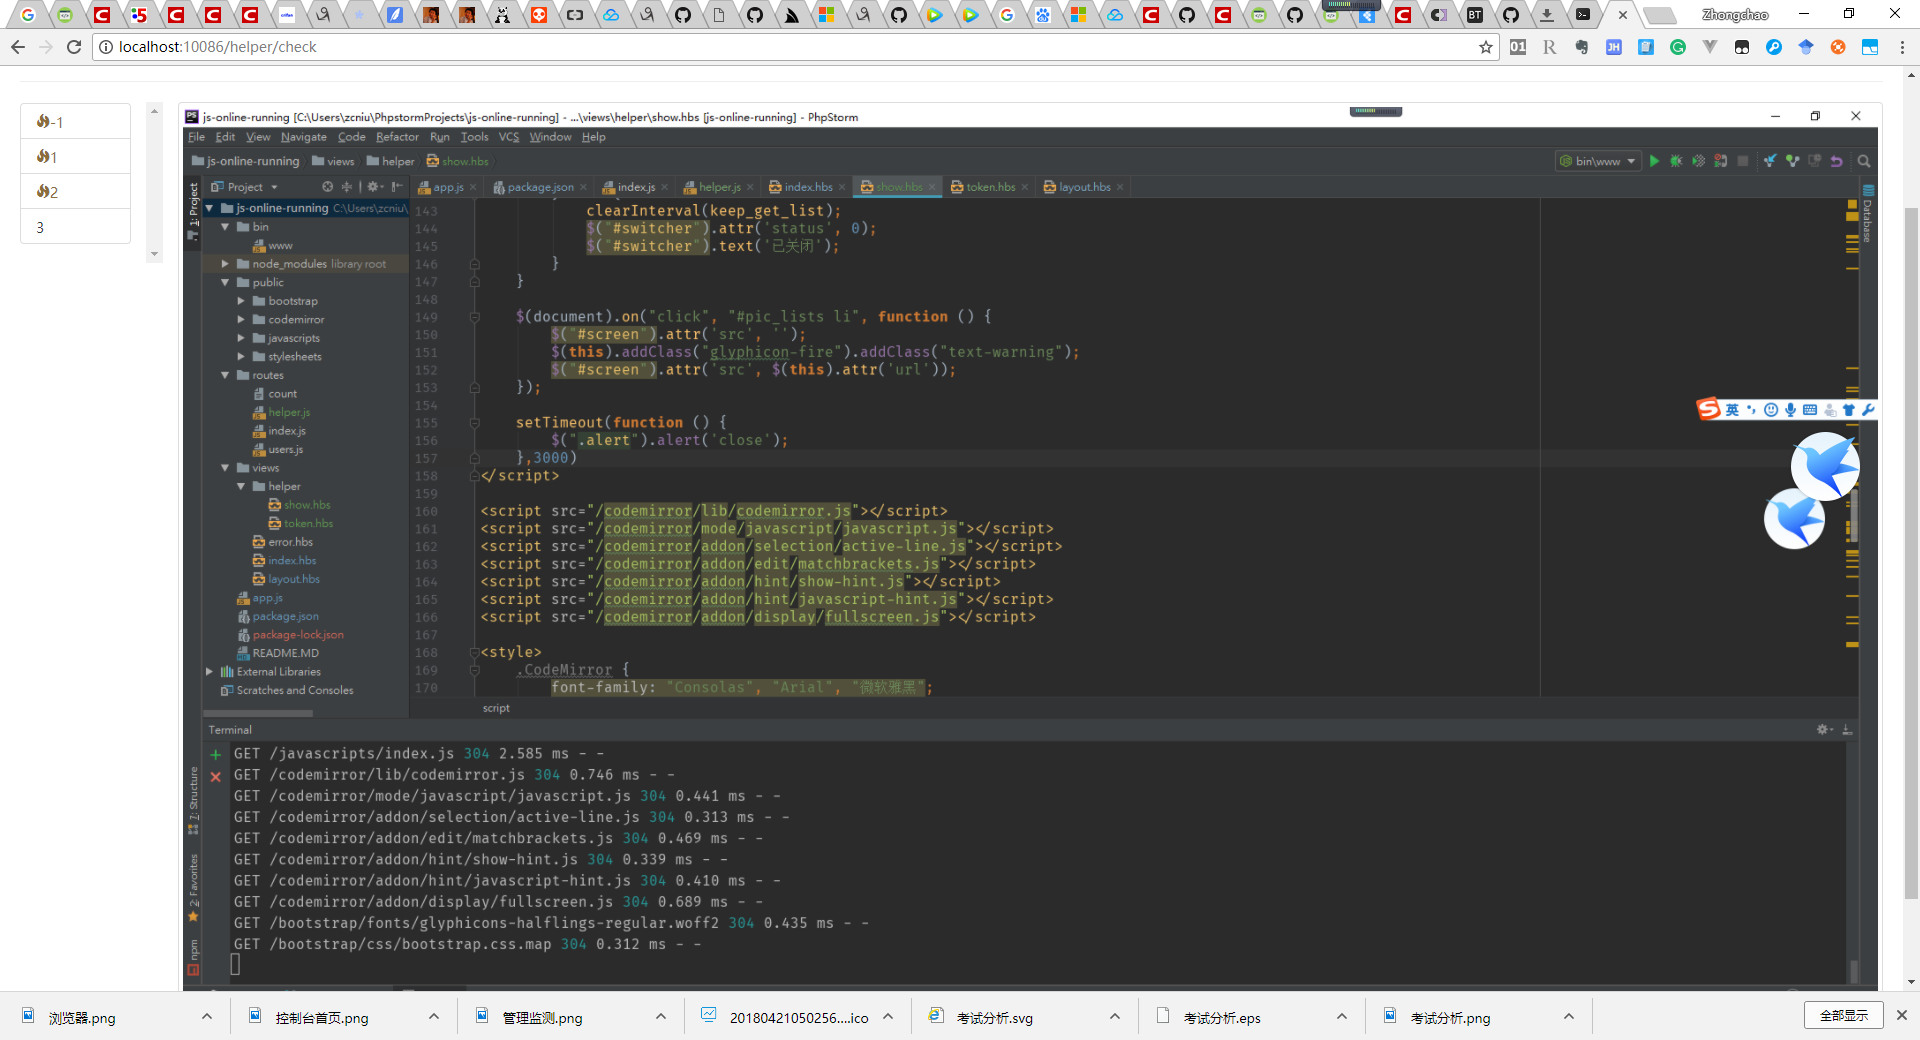 Zhongchao
localhost:10086/helper/check
-1
1
2
3
js-online-running [C:\Users\zcniu\PhpstormProjects\js-online-running] - ...\views\helper\show.hbs [js-online-running] - PhpStorm
File Edit View Navigate Code Refactor Run Tools VCS Window Help
js-online-running views helper show.hbs
bin\www
Project
app.js package.json index.js helper.js index.hbs show.hbs token.hbs layout.hbs
1: Project
Database
js-online-running C:\Users\zcniu\
bin
www
node_modules library root
public
bootstrap
codemirror
javascripts
stylesheets
routes
count
helper.js
index.js
users.js
views
helper
show.hbs
token.hbs
error.hbs
index.hbs
layout.hbs
app.js
package.json
package-lock.json
README.MD
External Libraries
Scratches and Consoles
143 clearInterval(keep_get_list);
144 $("#switcher").attr('status', 0);
145 $("#switcher").text('已关闭');
146 }
147 }
148
149 $(document).on("click", "#pic_lists li", function () {
150 $("#screen").attr('src', '');
151 $(this).addClass("glyphicon-fire").addClass("text-warning");
152 $("#screen").attr('src', $(this).attr('url'));
153 });
154
155 setTimeout(function () {
156 $(".alert").alert('close');
157 },3000)
158 </script>
159
160 <script src="/codemirror/lib/codemirror.js"></script>
161 <script src="/codemirror/mode/javascript/javascript.js"></script>
162 <script src="/codemirror/addon/selection/active-line.js"></script>
163 <script src="/codemirror/addon/edit/matchbrackets.js"></script>
164 <script src="/codemirror/addon/hint/show-hint.js"></script>
165 <script src="/codemirror/addon/hint/javascript-hint.js"></script>
166 <script src="/codemirror/addon/display/fullscreen.js"></script>
167
168 <style>
169 .CodeMirror {
170 font-family: "Consolas", "Arial", "微软雅黑";
script
英
Terminal
7: Structure
2: Favorites
npm
GET /javascripts/index.js 304 2.585 ms - -
GET /codemirror/lib/codemirror.js 304 0.746 ms - -
GET /codemirror/mode/javascript/javascript.js 304 0.441 ms - -
GET /codemirror/addon/selection/active-line.js 304 0.313 ms - -
GET /codemirror/addon/edit/matchbrackets.js 304 0.469 ms - -
GET /codemirror/addon/hint/show-hint.js 304 0.339 ms - -
GET /codemirror/addon/hint/javascript-hint.js 304 0.410 ms - -
GET /codemirror/addon/display/fullscreen.js 304 0.689 ms - -
GET /bootstrap/fonts/glyphicons-halflings-regular.woff2 304 0.435 ms - -
GET /bootstrap/css/bootstrap.css.map 304 0.312 ms - -
浏览器.png
控制台首页.png
管理监测.png
20180421050256....ico
考试分析.svg
考试分析.eps
考试分析.png
全部显示